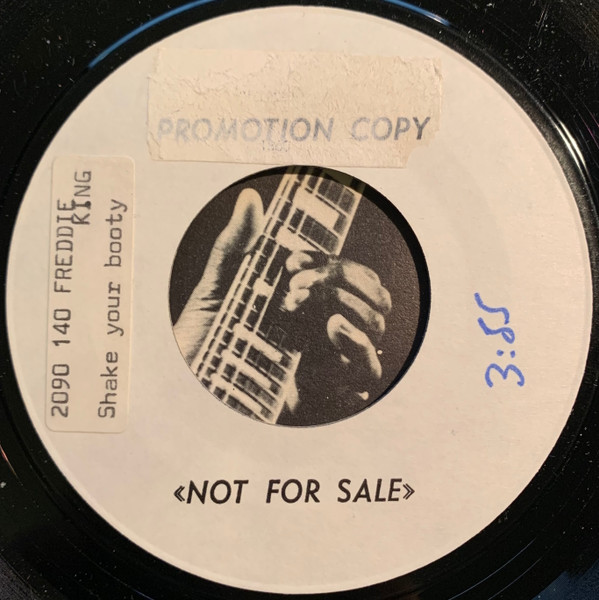 PROMOTION COPY
2090 140 FREDDIE
KING
Shake your booty
3:55
«NOT FOR SALE»